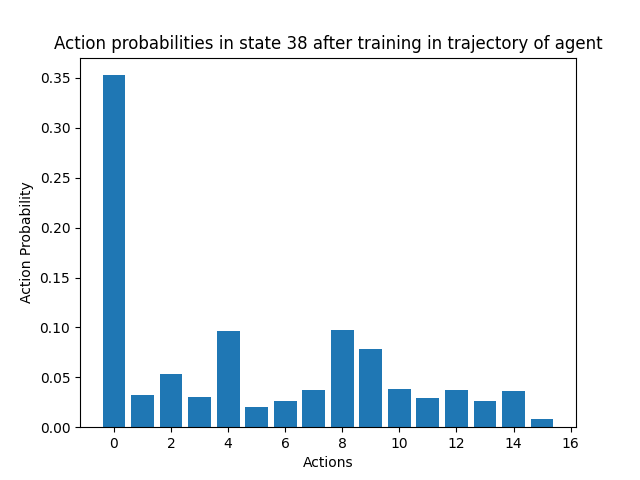 Action probabilities in state 38 after training in trajectory of agent
0.35
0.30
0.25
0.20
0.15
0.10
0.05
0.00
Action Probability
0 2 4 6 8 10 12 14 16
Actions